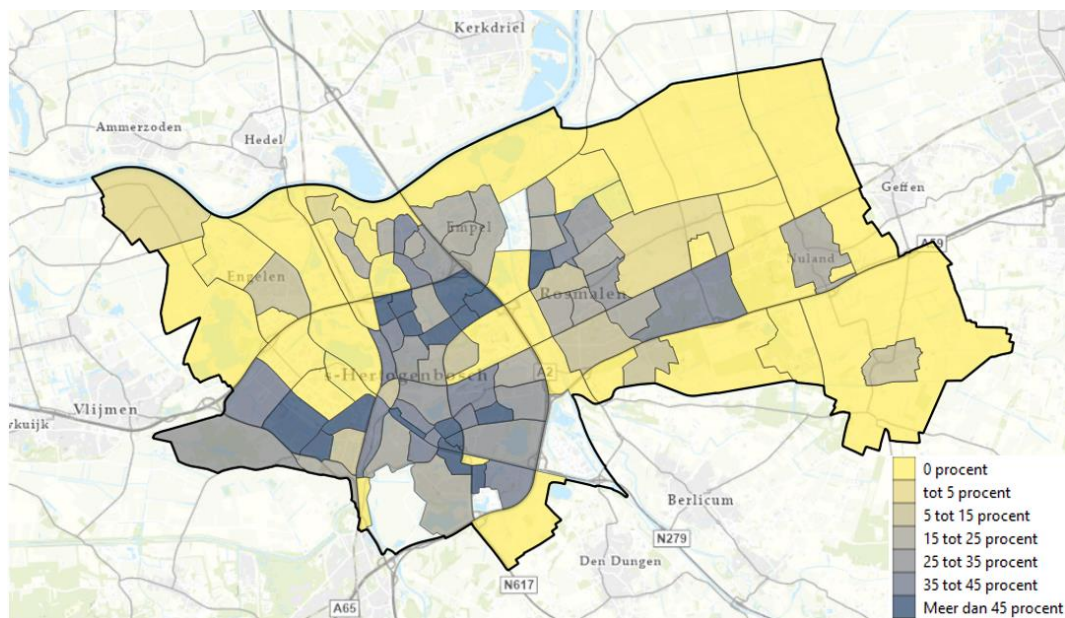 Kerkdriel
Ammerzoden
Hedel
Geffen
Empel
A59
Nuland
Engelen
Rosmalen
A2
s-Hertogenbosch
Vlijmen
wkuijk
0 procent
tot 5 procent
5 tot 15 procent
15 tot 25 procent
25 tot 35 procent
35 tot 45 procent
Meer dan 45 procent
Berlicum
N279
Den Dungen
N617
A65